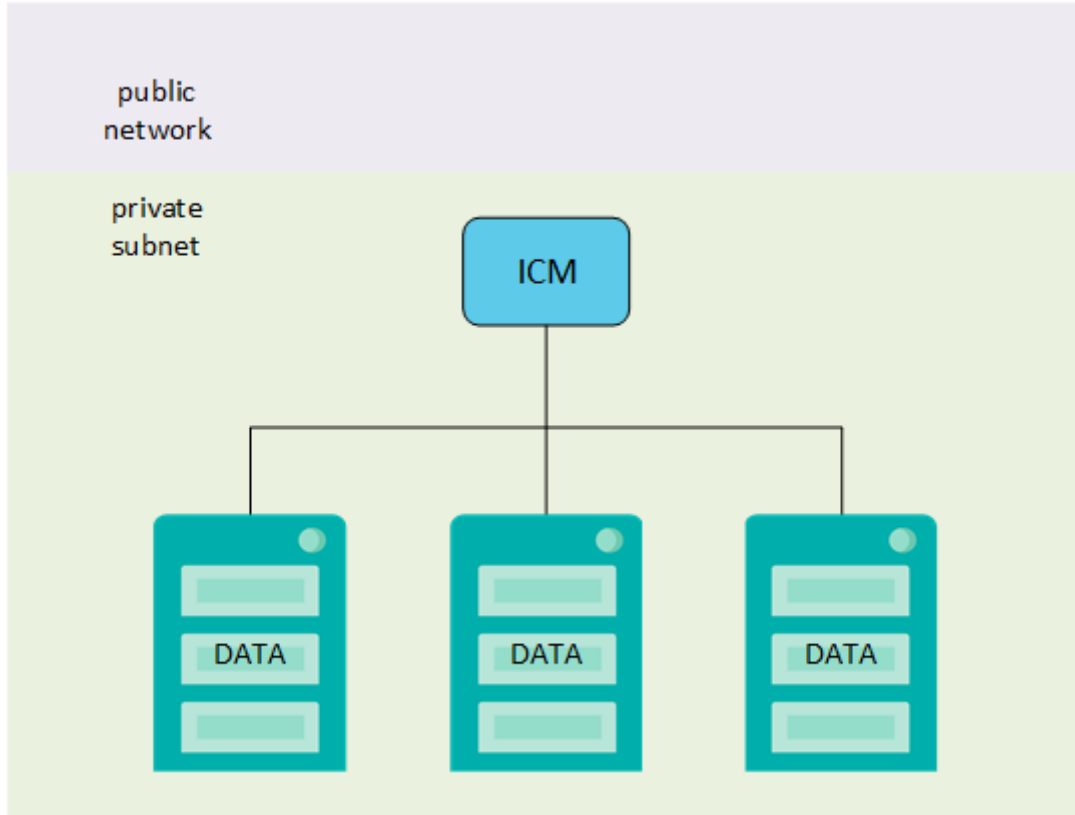 public
network
private
subnet
ICM
DATA
DATA
DATA